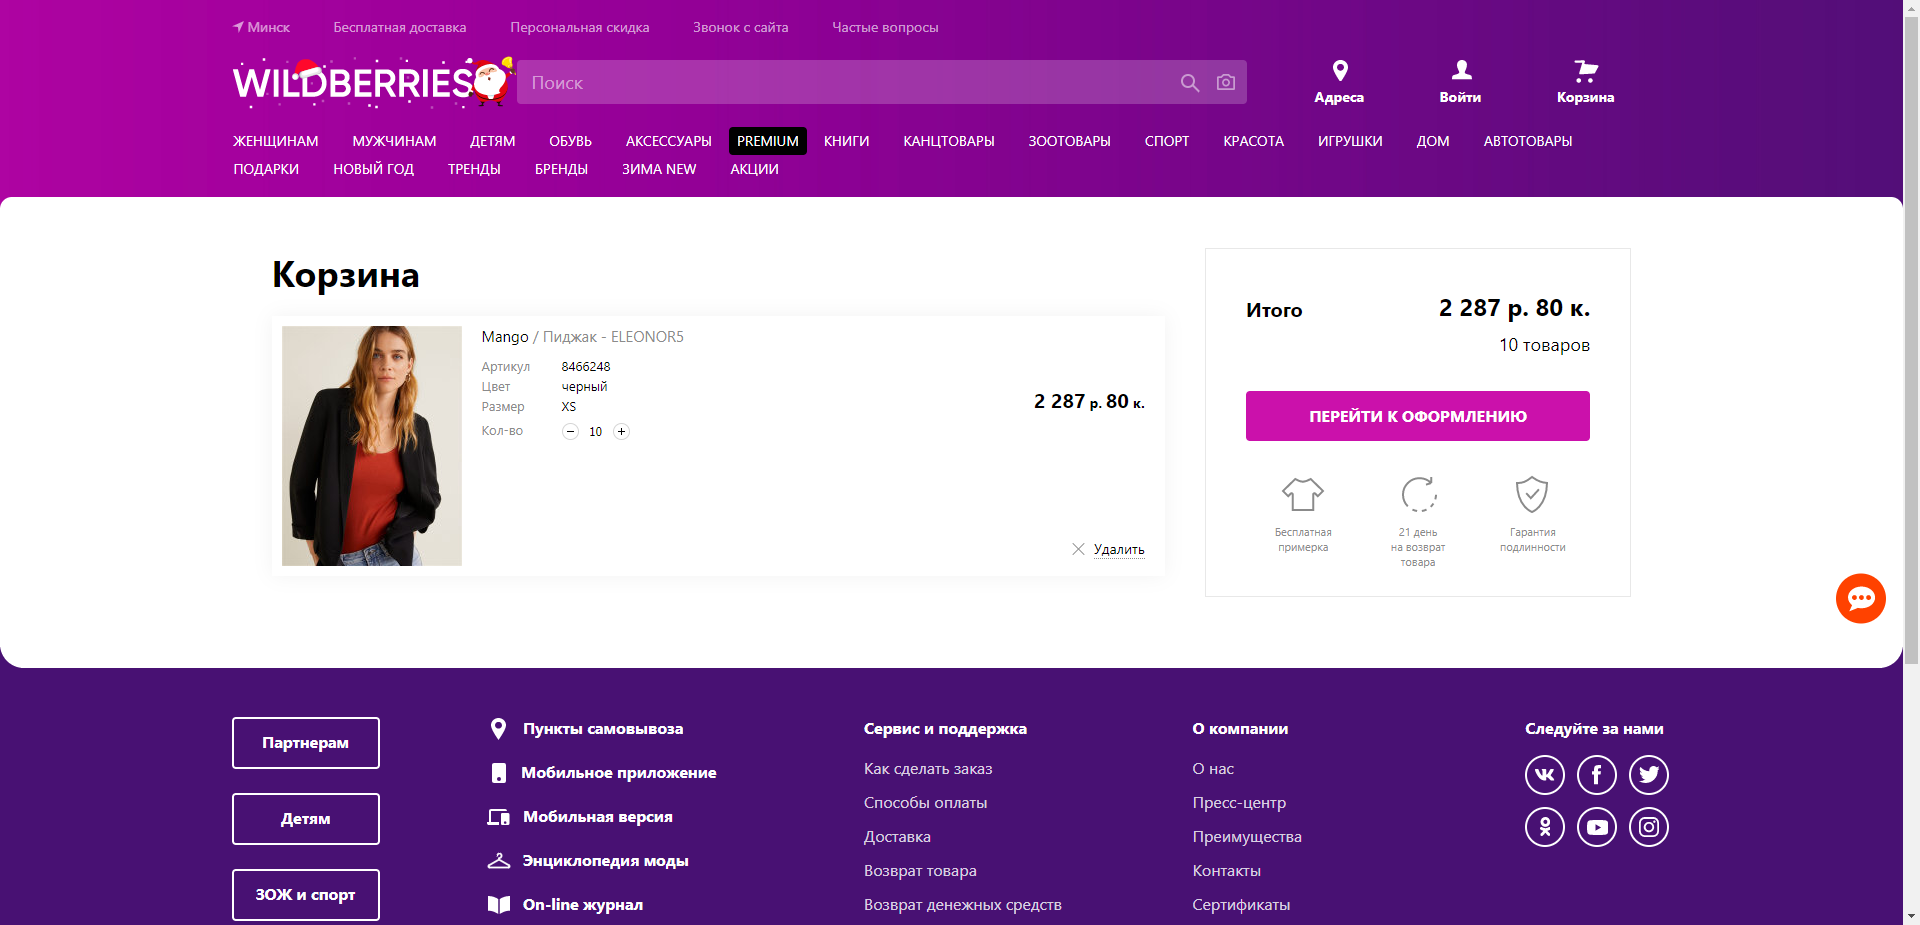 Минск
Бесплатная доставка
Персональная скидка
Звонок с сайта
Частые вопросы
WILDBERRIES
Поиск
Адреса
Войти
Корзина
ЖЕНЩИНАМ МУЖЧИНАМ ДЕТЯМ ОБУВЬ АКСЕССУАРЫ PREMIUM КНИГИ КАНЦТОВАРЫ ЗООТОВАРЫ СПОРТ КРАСОТА ИГРУШКИ ДОМ АВТОТОВАРЫ
ПОДАРКИ НОВЫЙ ГОД ТРЕНДЫ БРЕНДЫ ЗИМА NEW АКЦИИ
Корзина
Mango / Пиджак - ELEONOR5
Артикул 8466248
Цвет черный
Размер XS
Кол-во − 10 +
2 287 р. 80 к.
Удалить
Итого 2 287 р. 80 к.
10 товаров
ПЕРЕЙТИ К ОФОРМЛЕНИЮ
Бесплатная
примерка
21 день
на возврат
товара
Гарантия
подлинности
Партнерам
Детям
ЗОЖ и спорт
Пункты самовывоза
Мобильное приложение
Мобильная версия
Энциклопедия моды
On-line журнал
Сервис и поддержка
Как сделать заказ
Способы оплаты
Доставка
Возврат товара
Возврат денежных средств
О компании
О нас
Пресс-центр
Преимущества
Контакты
Сертификаты
Следуйте за нами